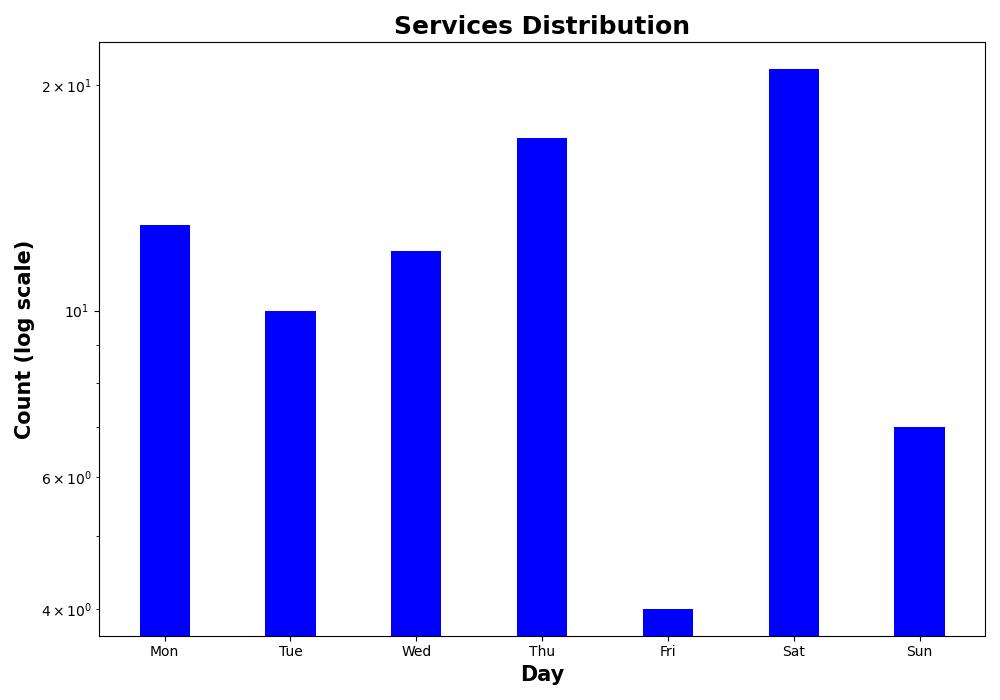 Services Distribution
Count (log scale)
2 × 10¹
10¹
6 × 10⁰
4 × 10⁰
Mon Tue Wed Thu Fri Sat Sun
Day